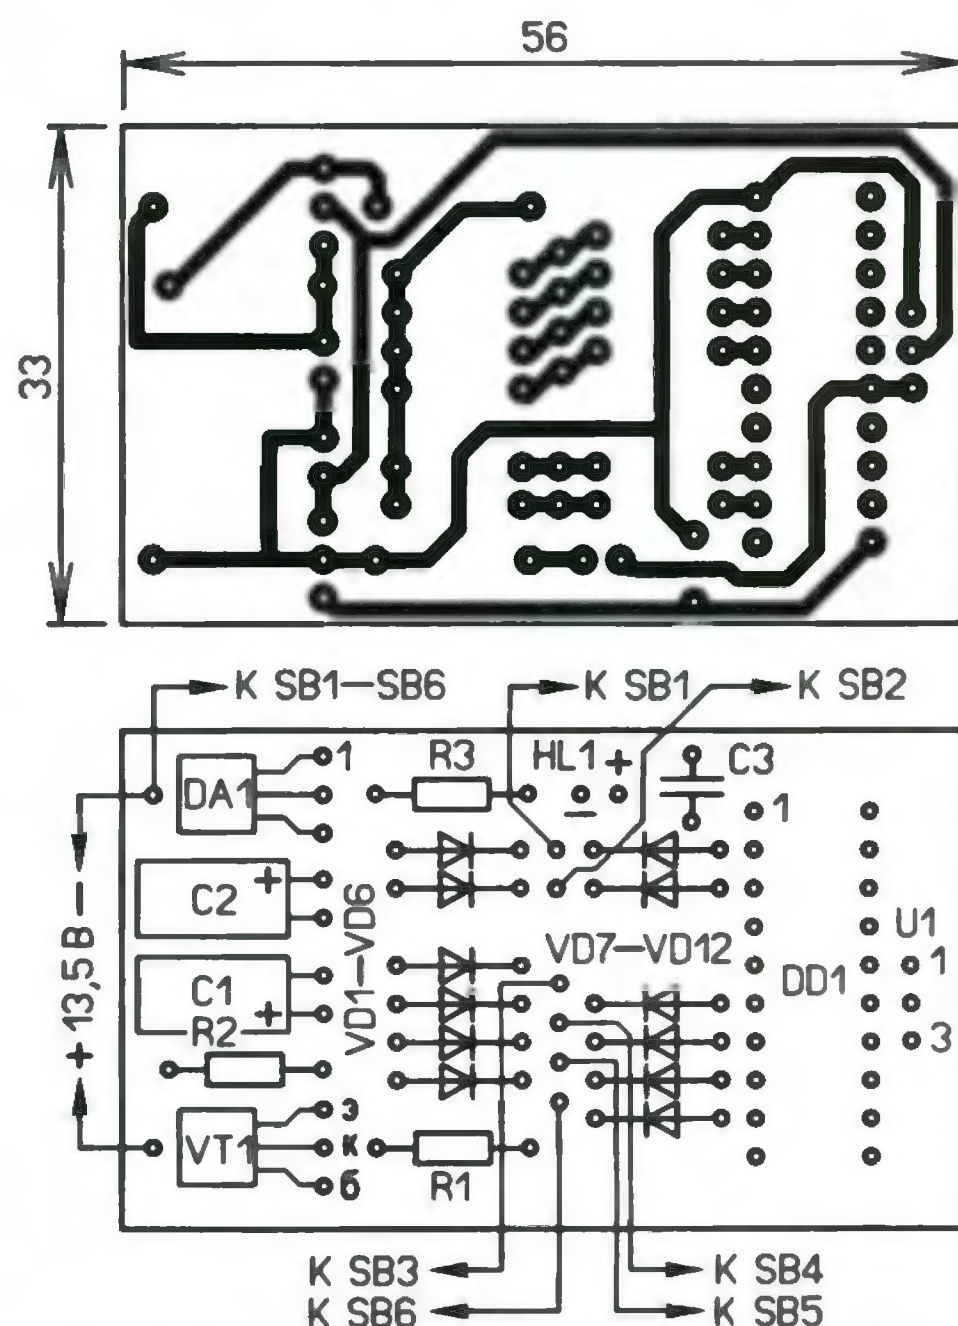 56
33
К SB1—SB6
К SB1
К SB2
DA1
1
R3
HL1 +
−
C3
1
C2
+
VD1—VD6
C1
+
R2
VD7—VD12
DD1
U1
1
3
+ 13,5 В −
VT1
э
к
б
R1
К SB3
К SB4
К SB6
К SB5